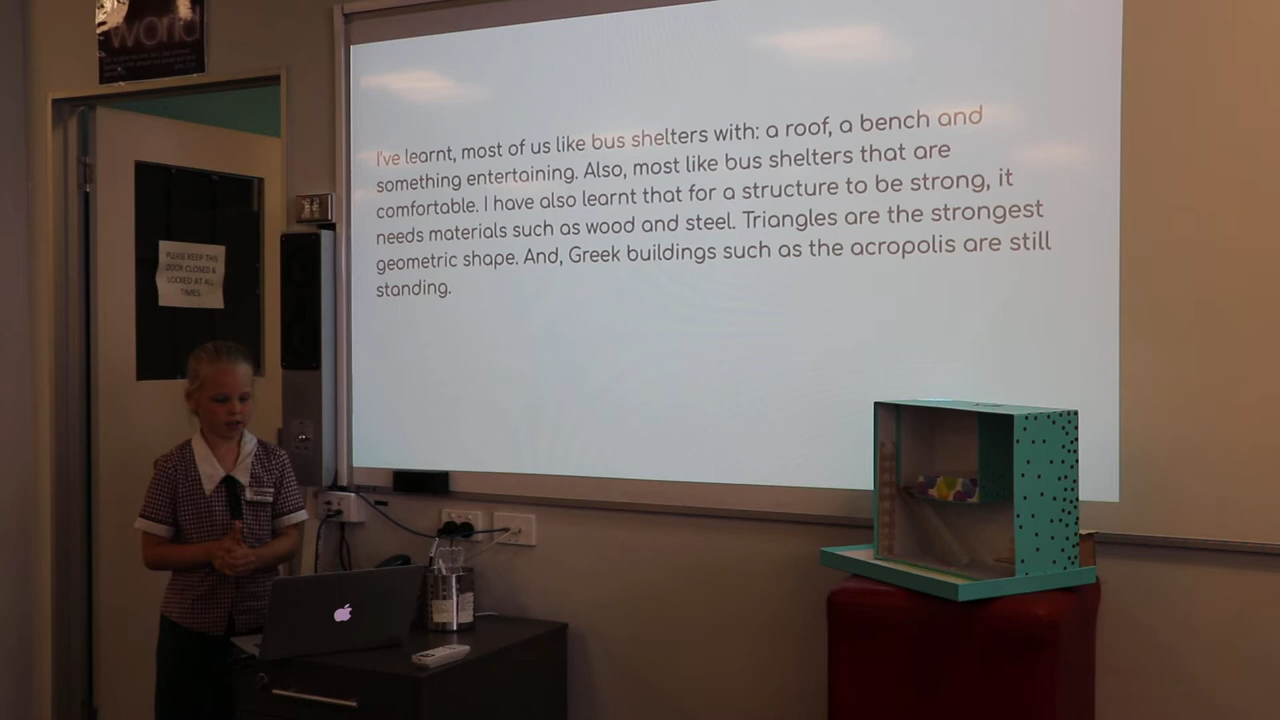 world
I've learnt, most of us like bus shelters with: a roof, a bench and
something entertaining. Also, most like bus shelters that are
comfortable. I have also learnt that for a structure to be strong, it
needs materials such as wood and steel. Triangles are the strongest
geometric shape. And, Greek buildings such as the acropolis are still
standing.
PLEASE KEEP THIS
DOOR CLOSED &
LOCKED AT ALL
TIMES.